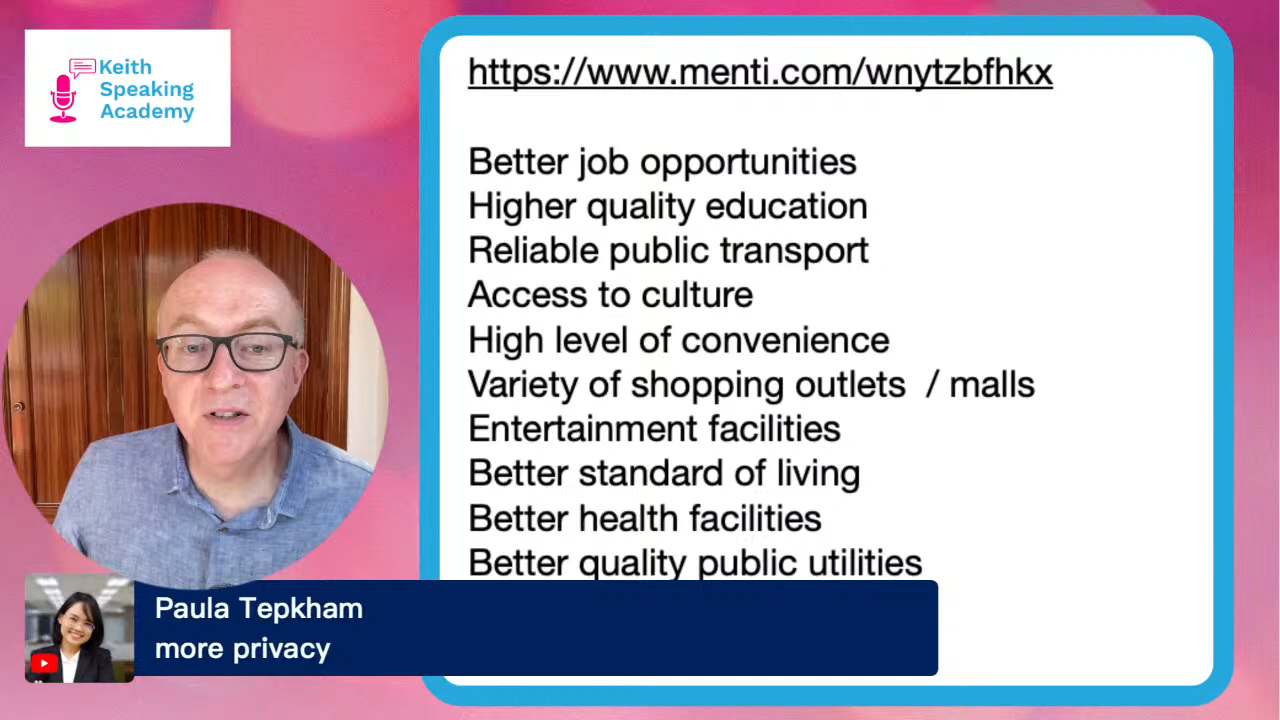 Keith
Speaking
Academy
https://www.menti.com/wnytzbfhkx
Better job opportunities
Higher quality education
Reliable public transport
Access to culture
High level of convenience
Variety of shopping outlets / malls
Entertainment facilities
Better standard of living
Better health facilities
Better quality public utilities
Paula Tepkham
more privacy